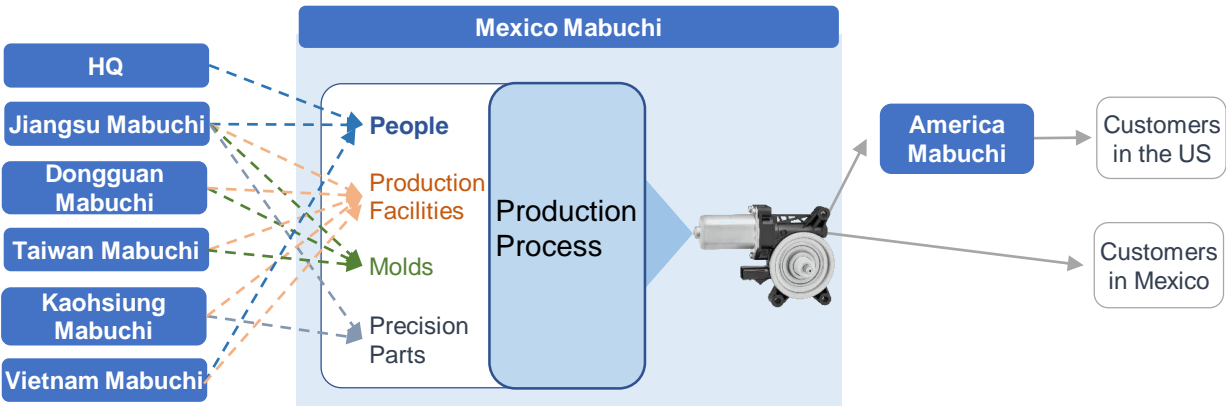 Mexico Mabuchi
HQ
Jiangsu Mabuchi
Dongguan
Mabuchi
Taiwan Mabuchi
Kaohsiung
Mabuchi
Vietnam Mabuchi
People
Production
Facilities
Molds
Precision
Parts
Production
Process
America
Mabuchi
Customers
in the US
Customers
in Mexico